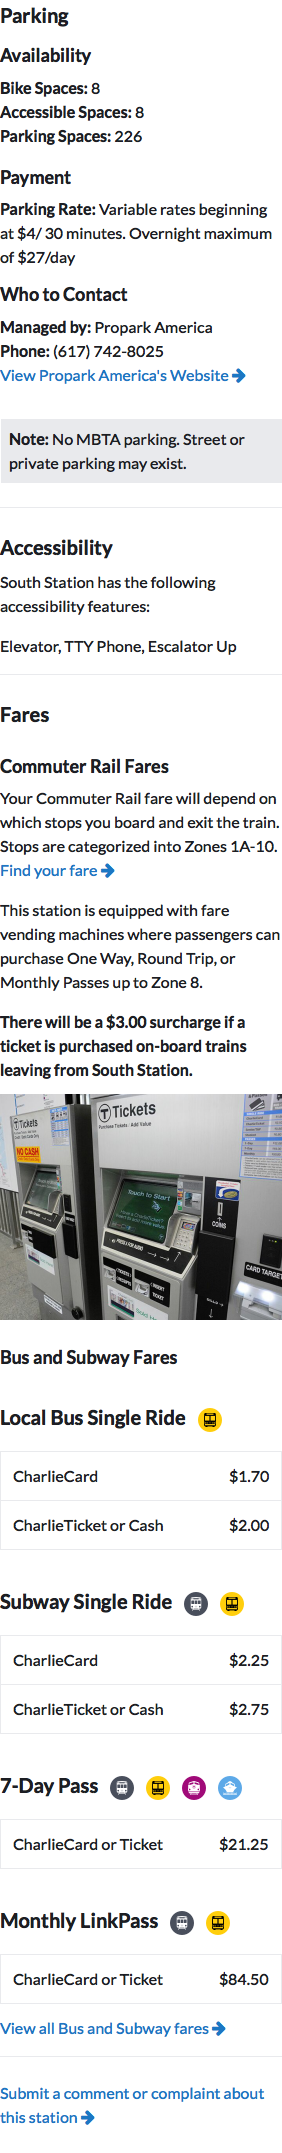 Parking
Availability
Bike Spaces: 8
Accessible Spaces: 8
Parking Spaces: 226
Payment
Parking Rate: Variable rates beginning
at $4/ 30 minutes. Overnight maximum
of $27/day
Who to Contact
Managed by: Propark America
Phone: (617) 742-8025
View Propark America's Website
Note: No MBTA parking. Street or
private parking may exist.
Accessibility
South Station has the following
accessibility features:
Elevator, TTY Phone, Escalator Up
Fares
Commuter Rail Fares
Your Commuter Rail fare will depend on
which stops you board and exit the train.
Stops are categorized into Zones 1A-10.
Find your fare
This station is equipped with fare
vending machines where passengers can
purchase One Way, Round Trip, or
Monthly Passes up to Zone 8.
There will be a $3.00 surcharge if a
ticket is purchased on-board trains
leaving from South Station.
T Tickets
NO CASH
T Tickets
Purchase Tickets / Add Value
Touch to Start
COINS
CARD TARGET
Bus and Subway Fares
Local Bus Single Ride
CharlieCard $1.70
CharlieTicket or Cash $2.00
Subway Single Ride
CharlieCard $2.25
CharlieTicket or Cash $2.75
7-Day Pass
CharlieCard or Ticket $21.25
Monthly LinkPass
CharlieCard or Ticket $84.50
View all Bus and Subway fares
Submit a comment or complaint about
this station